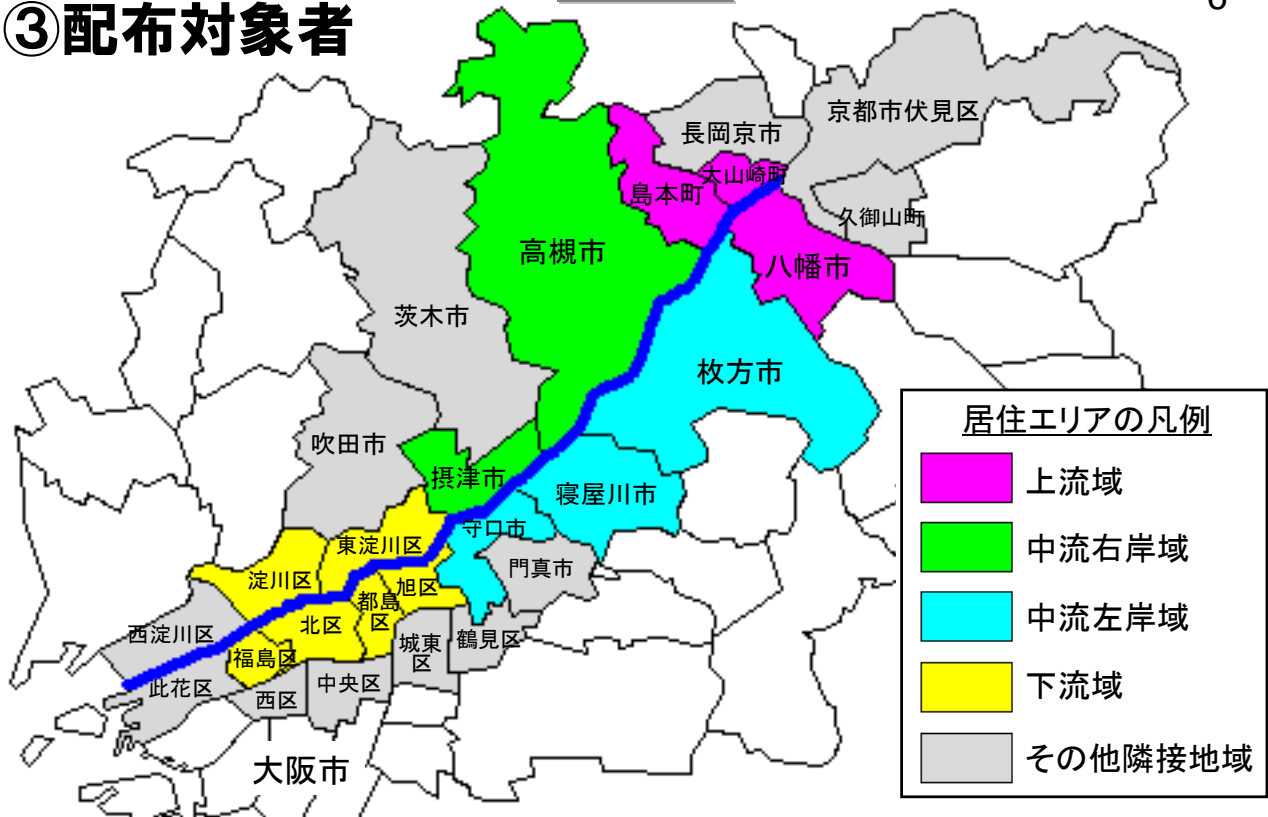 6
③配布対象者
京都市伏見区
長岡京市
大山崎町
島本町
久御山町
高槻市
八幡市
茨木市
枚方市
吹田市
摂津市
寝屋川市
守口市
東淀川区
門真市
淀川区
旭区
都島
区
北区
西淀川区
城東
区
鶴見区
福島区
此花区
中央区
西区
大阪市
居住エリアの凡例
上流域
中流右岸域
中流左岸域
下流域
その他隣接地域